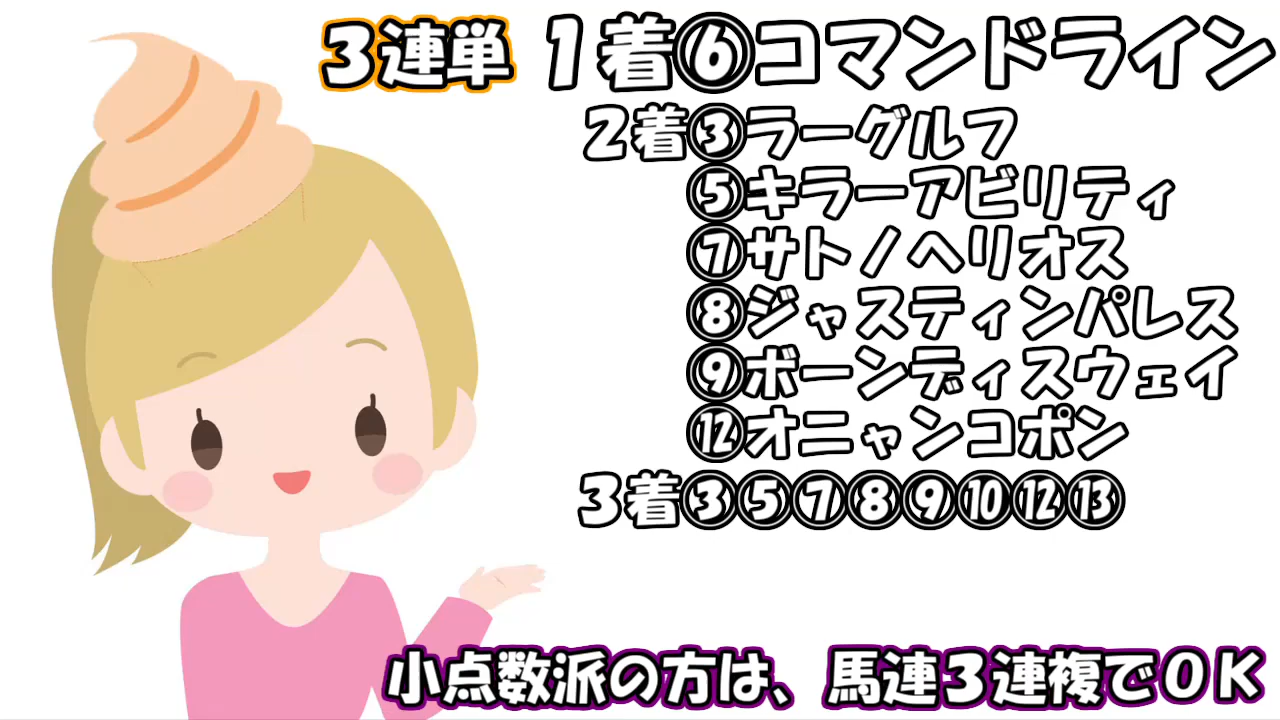 3連単 1着⑥コマンドライン
2着③ラーグルフ
⑤キラーアビリティ
⑦サトノヘリオス
⑧ジャスティンパレス
⑨ボーンディスウェイ
⑫オニャンコポン
3着③⑤⑦⑧⑨⑩⑫⑬
小点数派の方は、馬連3連複でOK